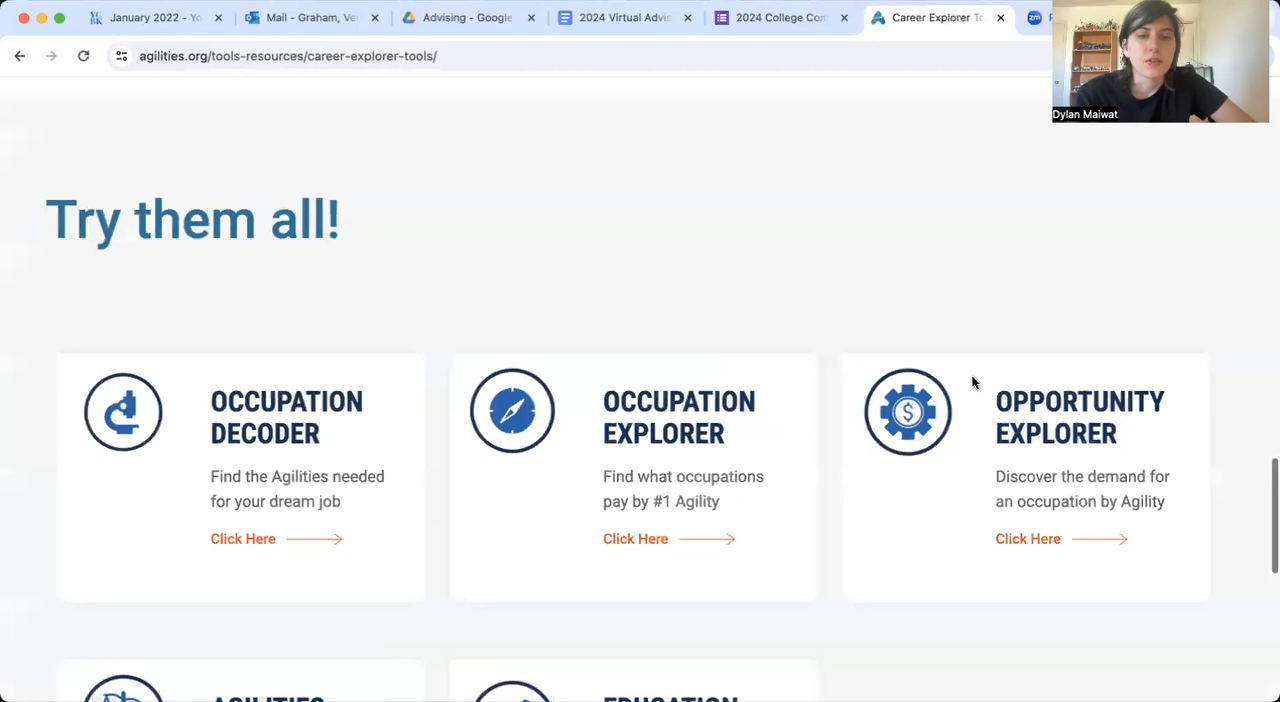 January 2022 - Yo
Mail - Graham, Ve
Advising - Google
2024 Virtual Advis
2024 College Con
Career Explorer To
zm
agilities.org/tools-resources/career-explorer-tools/
Dylan Maiwat
Try them all!
OCCUPATION
DECODER
Find the Agilities needed
for your dream job
Click Here
OCCUPATION
EXPLORER
Find what occupations
pay by #1 Agility
Click Here
OPPORTUNITY
EXPLORER
Discover the demand for
an occupation by Agility
Click Here
AGILITIES
EDUCATION